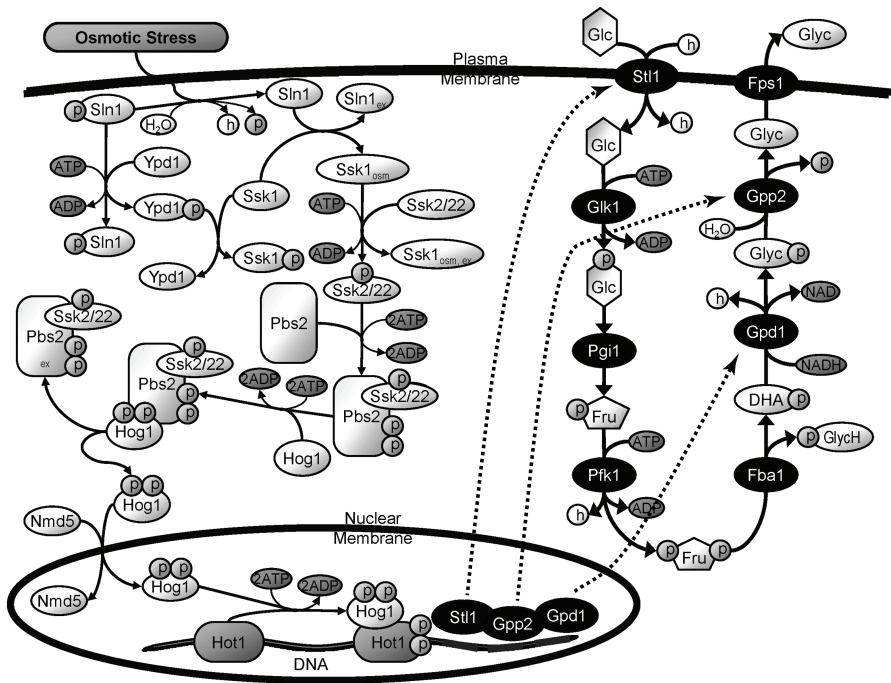 Osmotic Stress
Plasma
Membrane
Glc
h
Glyc
Stl1
Fps1
p
Sln1
H2O
h
p
Sln1
Sln1ex
ATP
ADP
Ypd1
Ypd1
p
p
Sln1
Ypd1
Ssk1
Ssk1
p
Ssk1osm
ATP
ADP
Ssk2/22
Ssk1osm, ex
p
Ssk2/22
Pbs2
2ATP
2ADP
p
Ssk2/22
Pbs2
ex
p
p
p
Ssk2/22
Pbs2
p
p
p
p
Hog1
2ADP
2ATP
Hog1
p
Ssk2/22
Pbs2
p
p
p
p
Hog1
Nmd5
Nmd5
Nuclear
Membrane
p
p
Hog1
2ATP
2ADP
p
p
Hog1
Hot1
Hot1
p
p
DNA
Stl1
Gpp2
Gpd1
h
Glc
ATP
Glk1
ADP
p
Glc
Pgi1
p
Fru
ATP
Pfk1
h
ADP
p
Fru
p
Fba1
p
GlycH
DHA
p
NADH
Gpd1
h
NAD
Glyc
p
H2O
Gpp2
p
Glyc